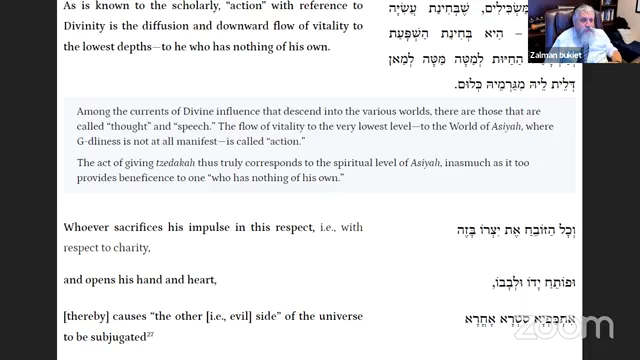 As is known to the scholarly, “action” with reference to
Divinity is the diffusion and downward flow of vitality to
the lowest depths—to he who has nothing of his own.
מַשְׂכִּילִים, שֶׁבְּחִינַת עֲשִׂיָּה
– הִיא בְּחִינַת הַשְׁפָּעַת
הַחַיּוּת לְמַטָּה מַטָּה לְמַאן
דְּלֵית לֵיהּ מִגַּרְמֵיהּ כְּלוּם.
Zalman bukiet
Among the currents of Divine influence that descend into the various worlds, there are those that are
called “thought” and “speech.” The flow of vitality to the very lowest level—to the World of Asiyah, where
G-dliness is not at all manifest—is called “action.”
The act of giving tzedakah thus truly corresponds to the spiritual level of Asiyah, inasmuch as it too
provides beneficence to one “who has nothing of his own.”
Whoever sacrifices his impulse in this respect, i.e., with
respect to charity,
וְכָל הַזּוֹבֵחַ אֶת יִצְרוֹ בָּזֶה
and opens his hand and heart,
וּפוֹתֵחַ יָדוֹ וּלְבָבוֹ,
[thereby] causes “the other [i.e., evil] side” of the universe
to be subjugated27
אִתְכַּפְיָא סִטְרָא אָחֳרָא
zoom